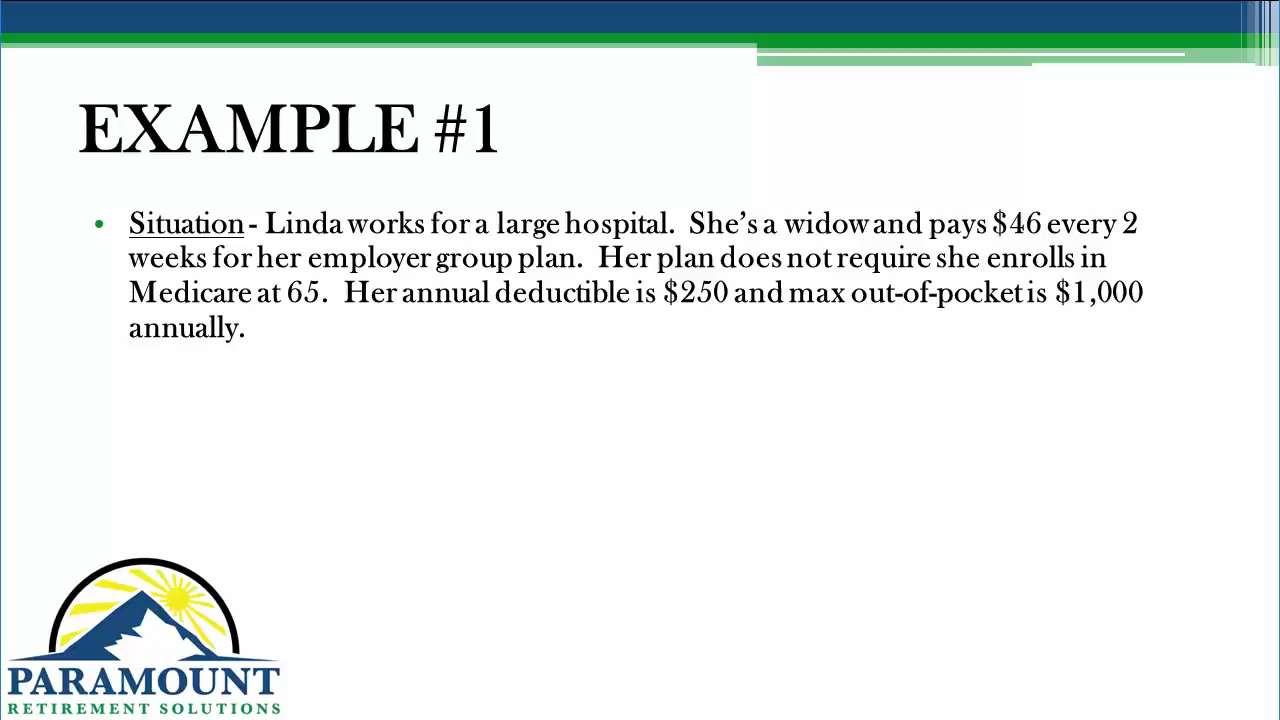 EXAMPLE #1
• Situation - Linda works for a large hospital. She’s a widow and pays $46 every 2
weeks for her employer group plan. Her plan does not require she enrolls in
Medicare at 65. Her annual deductible is $250 and max out-of-pocket is $1,000
annually.
PARAMOUNT
RETIREMENT SOLUTIONS